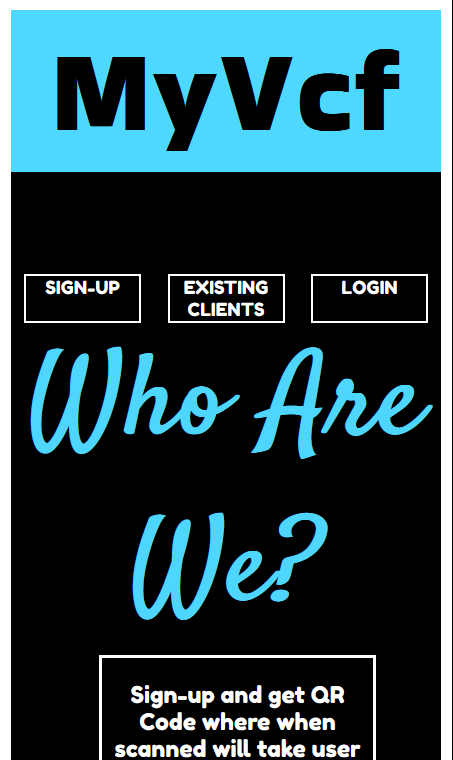 MyVcf
SIGN-UP
EXISTING
CLIENTS
LOGIN
Who Are
We?
Sign-up and get QR
Code where when
scanned will take user